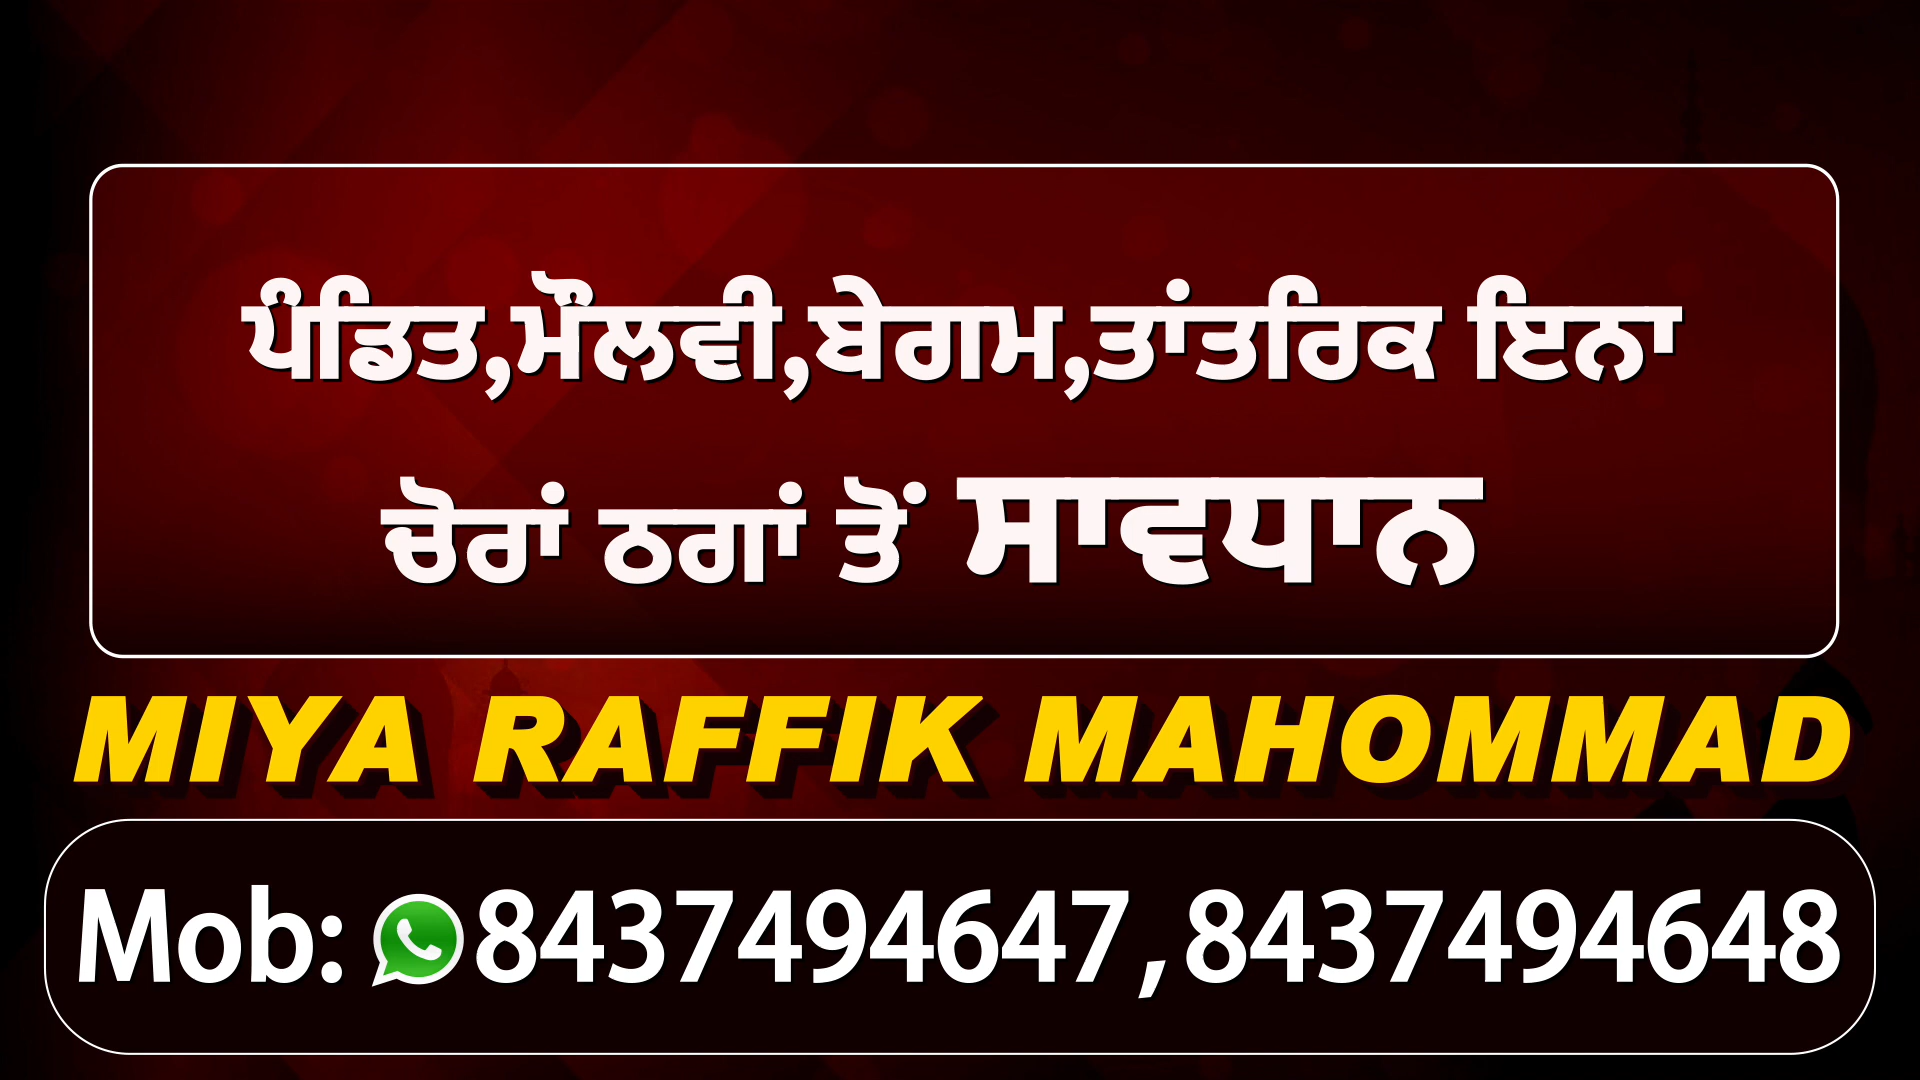 ਪੰਡਿਤ,ਮੌਲਵੀ,ਬੇਗਮ,ਤਾਂਤਰਿਕ ਇਨਾ
ਚੋਰਾਂ ਠਗਾਂ ਤੋਂ ਸਾਵਧਾਨ
MIYA RAFFIK MAHOMMAD
Mob: 8437494647, 8437494648